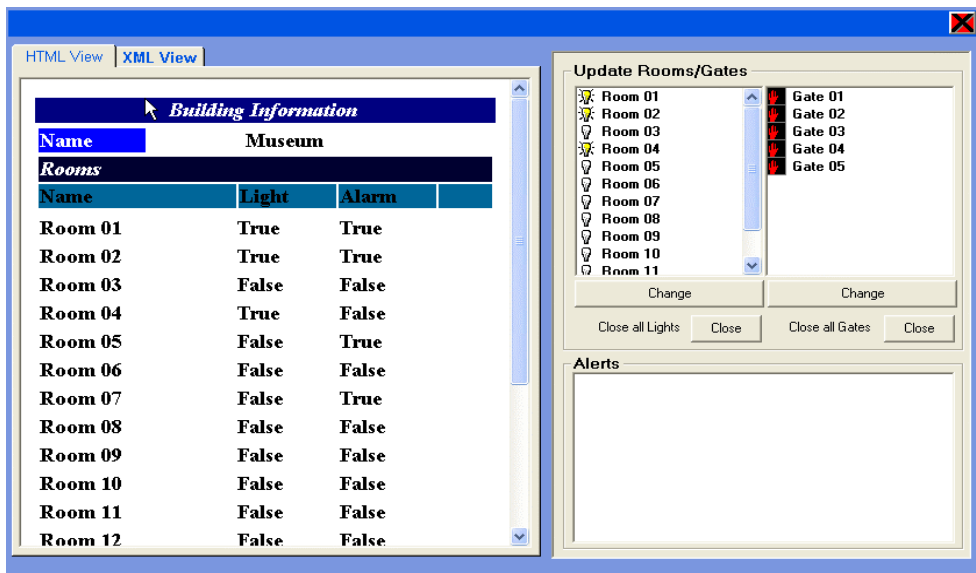 HTML View XML View
Building Information
Name Museum
Rooms
Name Light Alarm
Room 01 True True
Room 02 True True
Room 03 False False
Room 04 True False
Room 05 False True
Room 06 False False
Room 07 False True
Room 08 False False
Room 09 False False
Room 10 False False
Room 11 False False
Room 12 False False
Update Rooms/Gates
Room 01 Gate 01
Room 02 Gate 02
Room 03 Gate 03
Room 04 Gate 04
Room 05 Gate 05
Room 06
Room 07
Room 08
Room 09
Room 10
Room 11
Change Change
Close all Lights Close Close all Gates Close
Alerts